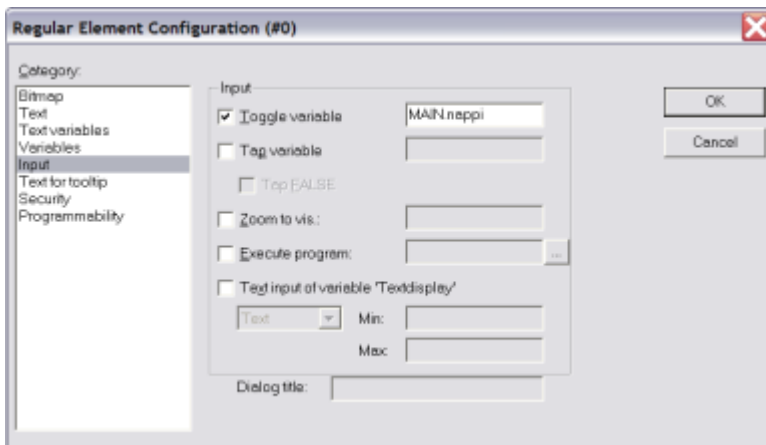 Regular Element Configuration (#0)
Category:
Bitmap
Text
Text variables
Variables
Input
Text for tooltip
Security
Programmability
Input
Toggle variable MAIN.nappi
Tap variable
Tap FALSE
Zoom to vis.:
Execute program: ...
Text input of variable 'Textdisplay'
Text Min:
Max:
Dialog title:
OK
Cancel